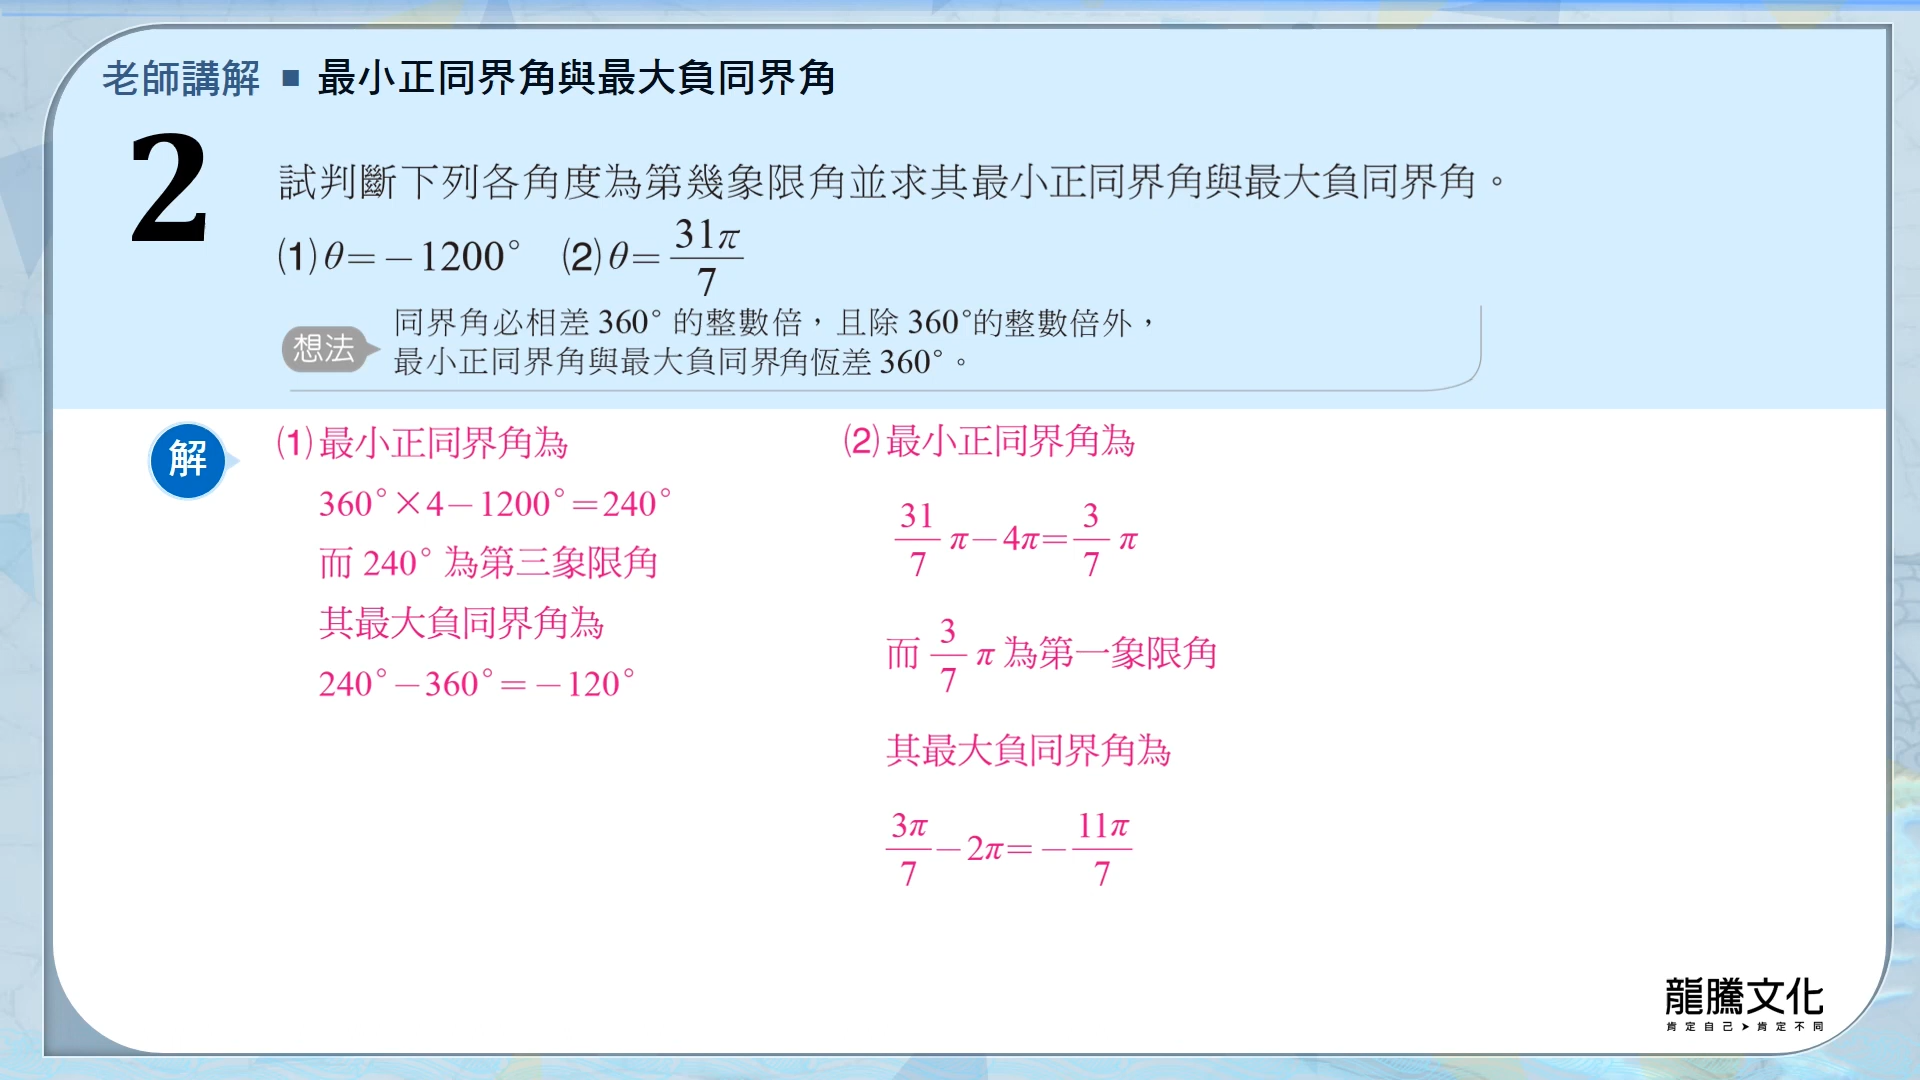 老師講解 ■ 最小正同界角與最大負同界角
2
試判斷下列各角度為第幾象限角並求其最小正同界角與最大負同界角。
(1) θ=−1200° (2) θ=31π/7
想法
同界角必相差 360° 的整數倍，且除 360°的整數倍外，
最小正同界角與最大負同界角恆差 360°。
解
(1)最小正同界角為
360°×4−1200°=240°
而 240° 為第三象限角
其最大負同界角為
240°−360°=−120°
(2)最小正同界角為
31/7 π−4π=3/7 π
而 3/7 π 為第一象限角
其最大負同界角為
3π/7−2π=−11π/7
龍騰文化
肯定自己➤肯定不同